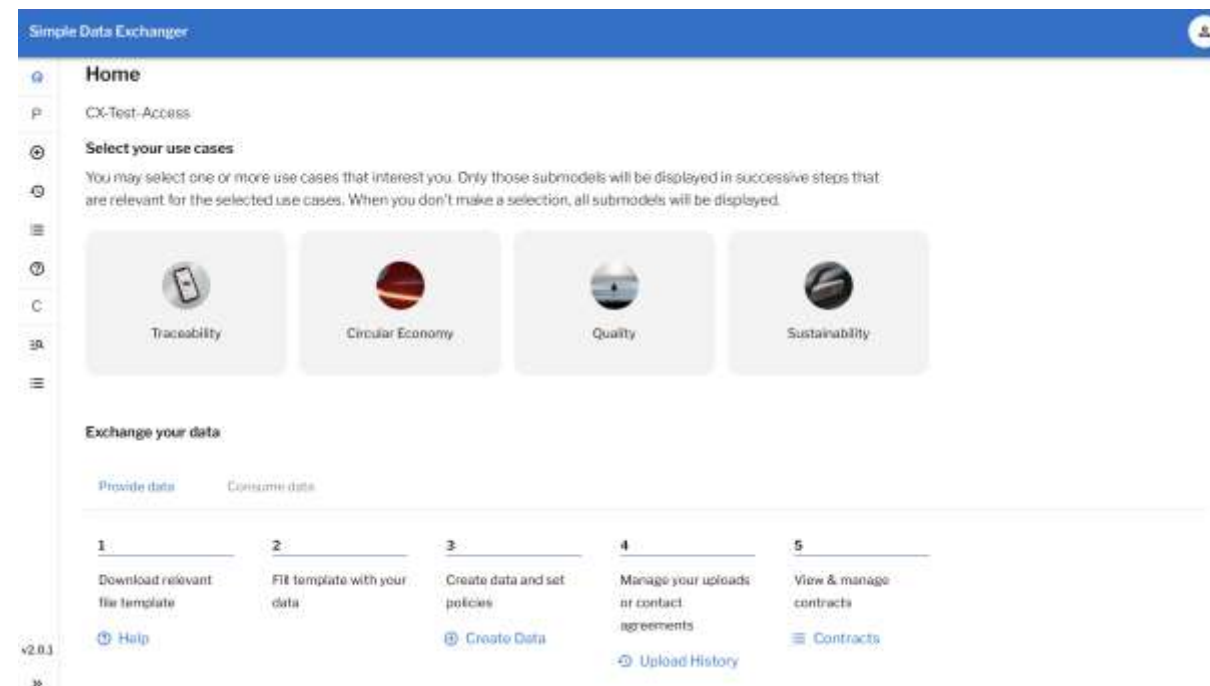 Simple Data Exchanger
Home
P
CX-Test-Access
Select your use cases
You may select one or more use cases that interest you. Only those submodels will be displayed in successive steps that
are relevant for the selected use cases. When you don't make a selection, all submodels will be displayed.
C
Traceability
Circular Economy
Quality
Sustainability
Exchange your data
Provide data
Consume data
1
2
3
4
5
Download relevant
file template
Help
Fill template with your
data
Create data and set
policies
Create Data
Manage your uploads
or contact
agreements
Upload History
View & manage
contracts
Contracts
v2.0.1